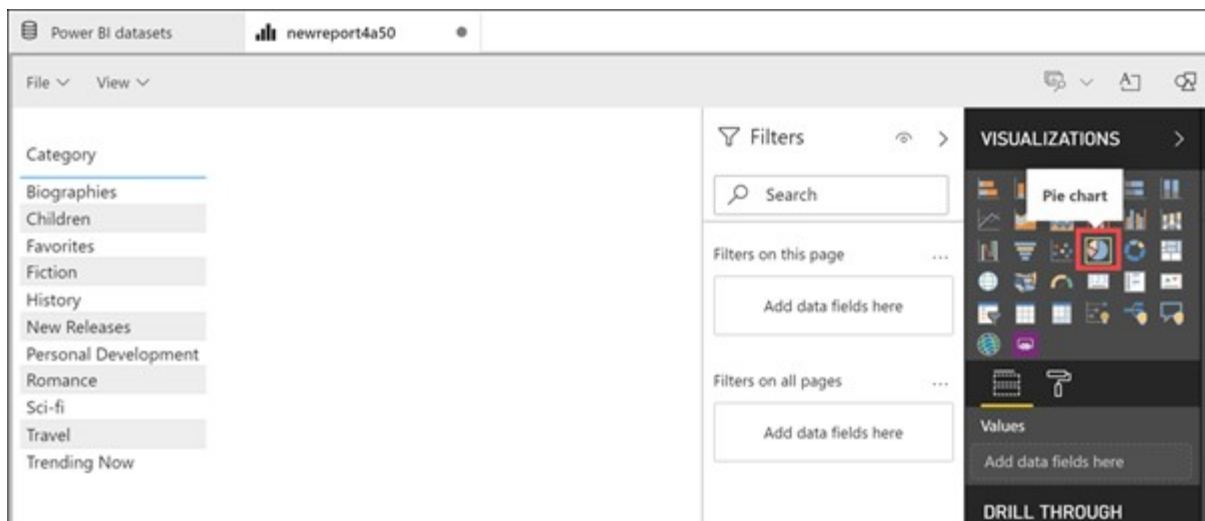 Power BI datasets
newreport4a50
File
View
Category
Biographies
Children
Favorites
Fiction
History
New Releases
Personal Development
Romance
Sci-fi
Travel
Trending Now
Filters
Search
Filters on this page
...
Add data fields here
Filters on all pages
...
Add data fields here
VISUALIZATIONS
Pie chart
Values
Add data fields here
DRILL THROUGH